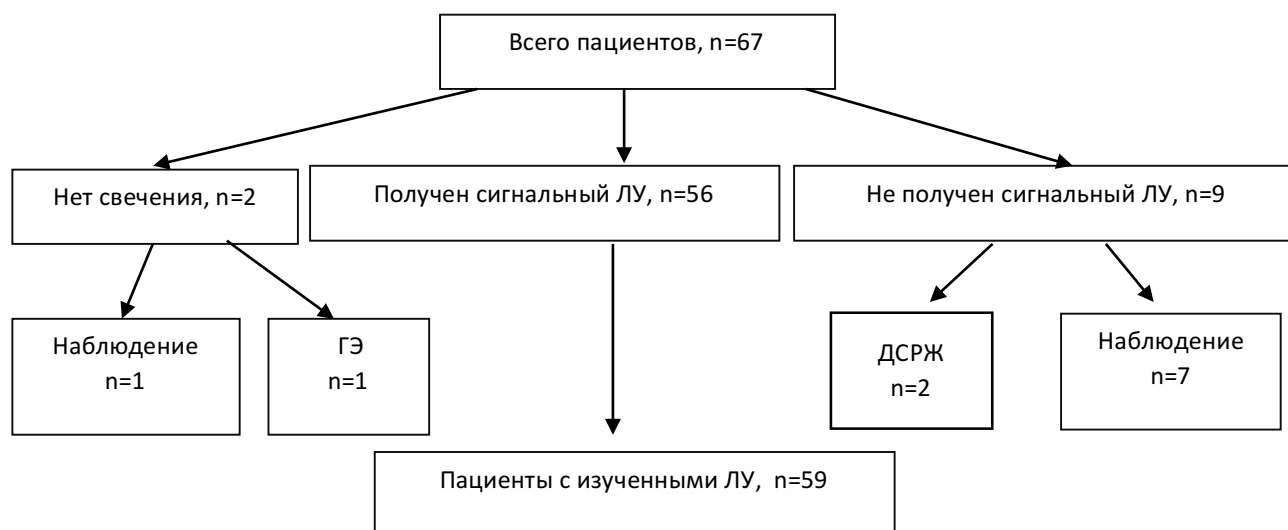 Всего пациентов, n=67
Нет свечения, n=2
Получен сигнальный ЛУ, n=56
Не получен сигнальный ЛУ, n=9
Наблюдение
n=1
ГЭ
n=1
ДСРЖ
n=2
Наблюдение
n=7
Пациенты с изученными ЛУ, n=59